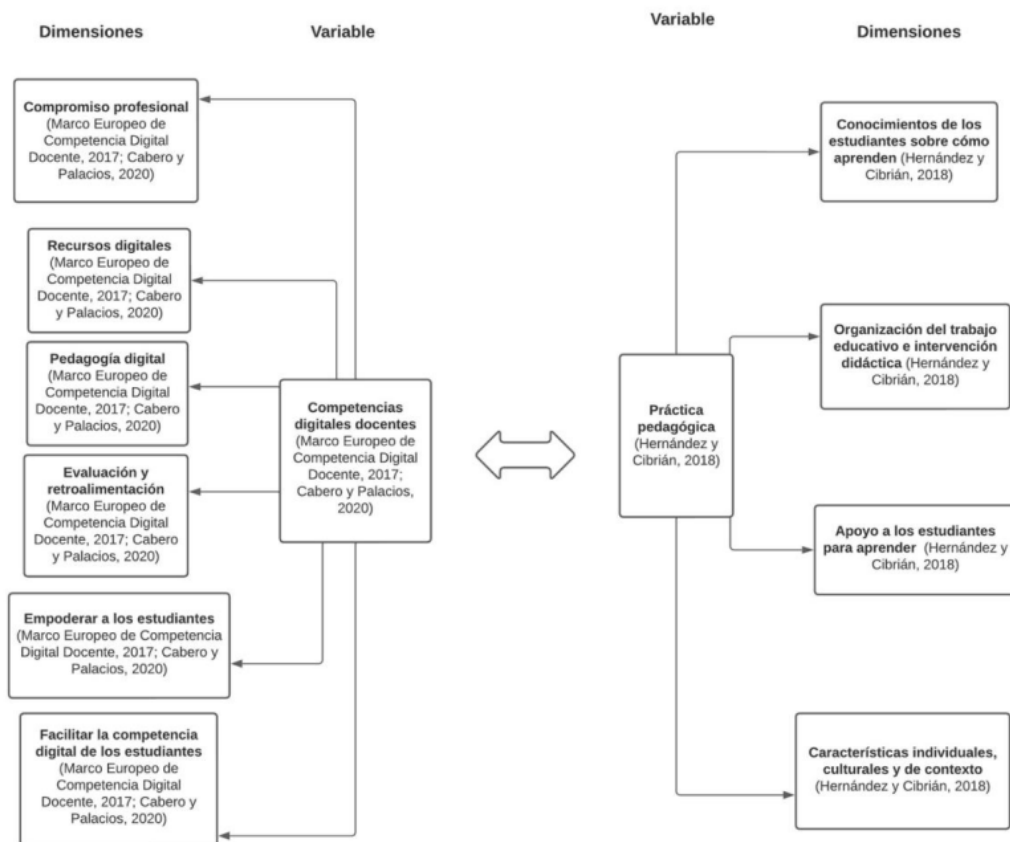 Dimensiones
Variable
Variable
Dimensiones
Compromiso profesional
(Marco Europeo de
Competencia Digital
Docente, 2017; Cabero y
Palacios, 2020)
Recursos digitales
(Marco Europeo de
Competencia Digital
Docente, 2017; Cabero
y Palacios, 2020)
Pedagogía digital
(Marco Europeo de
Competencia Digital
Docente, 2017; Cabero
y Palacios, 2020)
Evaluación y
retroalimentación
(Marco Europeo de
Competencia Digital
Docente, 2017; Cabero
y Palacios, 2020)
Empoderar a los estudiantes
(Marco Europeo de Competencia
Digital Docente, 2017; Cabero y
Palacios, 2020)
Facilitar la competencia
digital de los estudiantes
(Marco Europeo de
Competencia Digital
Docente, 2017; Cabero y
Palacios, 2020)
Competencias
digitales docentes
(Marco Europeo de
Competencia Digital
Docente, 2017;
Cabero y Palacios,
2020)
Práctica
pedagógica
(Hernández y
Cibrián, 2018)
Conocimientos de los
estudiantes sobre cómo
aprenden (Hernández y
Cibrián, 2018)
Organización del trabajo
educativo e intervención
didáctica (Hernández y
Cibrián, 2018)
Apoyo a los estudiantes
para aprender (Hernández y
Cibrián, 2018)
Características individuales,
culturales y de contexto
(Hernández y Cibrián, 2018)